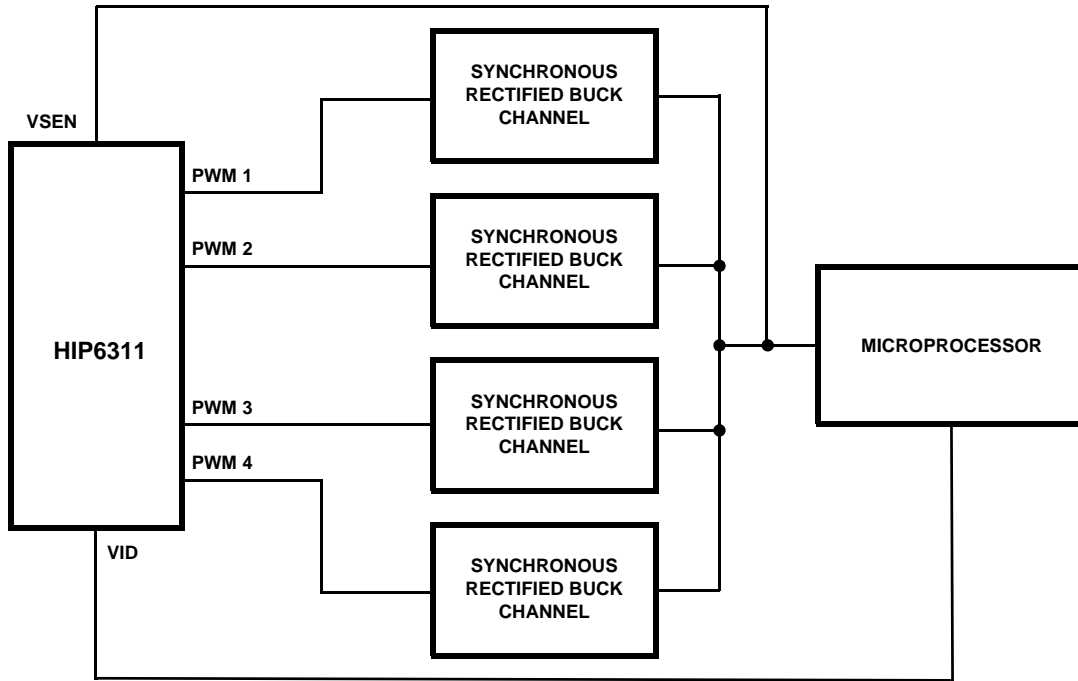 VSEN
HIP6311
VID
PWM 1
PWM 2
PWM 3
PWM 4
SYNCHRONOUS
RECTIFIED BUCK
CHANNEL
SYNCHRONOUS
RECTIFIED BUCK
CHANNEL
SYNCHRONOUS
RECTIFIED BUCK
CHANNEL
SYNCHRONOUS
RECTIFIED BUCK
CHANNEL
MICROPROCESSOR